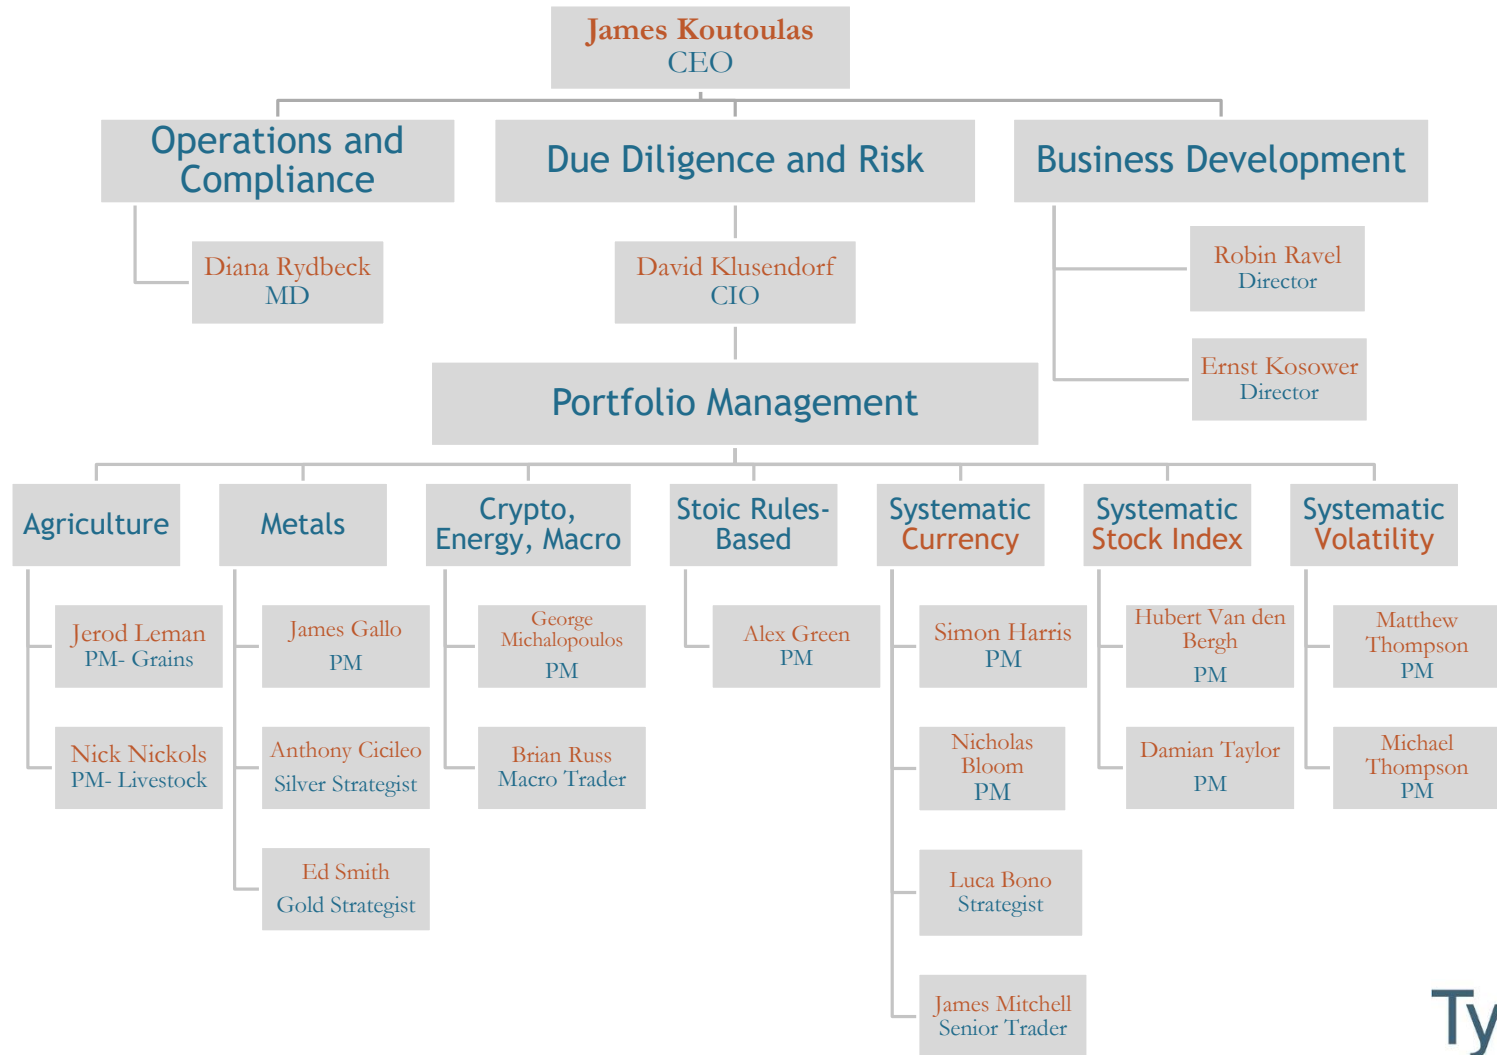 James Koutoulas
CEO
Operations and
Compliance
Due Diligence and Risk
Business Development
Diana Rydbeck
MD
David Klusendorf
CIO
Robin Ravel
Director
Ernst Kosower
Director
Portfolio Management
Agriculture
Metals
Crypto,
Energy, Macro
Stoic Rules-
Based
Systematic
Currency
Systematic
Stock Index
Systematic
Volatility
Jerod Leman
PM- Grains
James Gallo
PM
George
Michalopoulos
PM
Alex Green
PM
Simon Harris
PM
Hubert Van den
Bergh
PM
Matthew
Thompson
PM
Nick Nickols
PM- Livestock
Anthony Cicileo
Silver Strategist
Brian Russ
Macro Trader
Nicholas
Bloom
PM
Damian Taylor
PM
Michael
Thompson
PM
Ed Smith
Gold Strategist
Luca Bono
Strategist
James Mitchell
Senior Trader
Ty